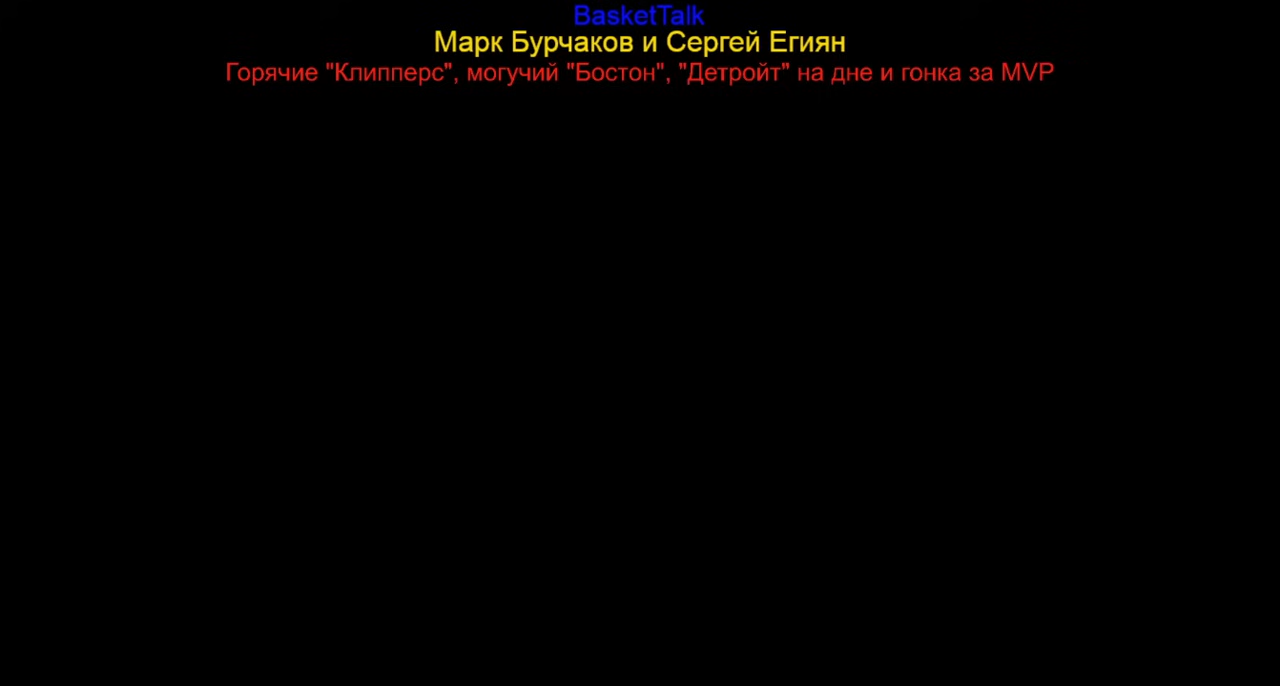 BasketTalk
Марк Бурчаков и Сергей Егиян
Горячие "Клипперс", могучий "Бостон", "Детройт" на дне и гонка за MVP